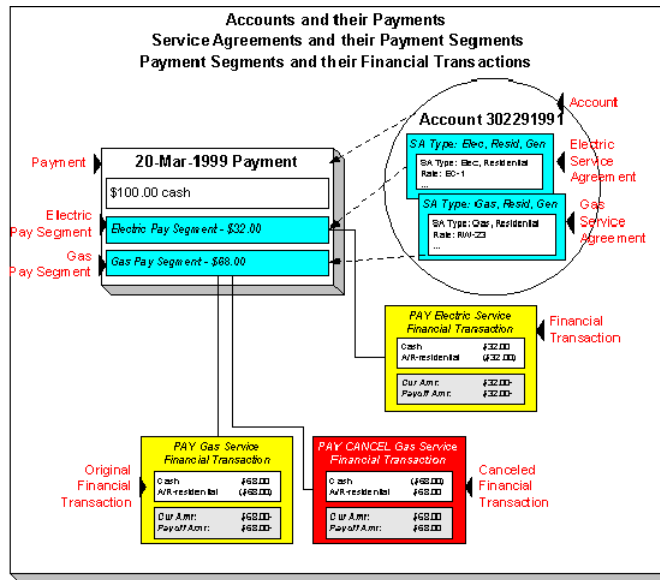 Accounts and their Payments
Service Agreements and their Payment Segments
Payment Segments and their Financial Transactions
Account
Account 302291991
SA Type: Elec, Resid, Gen
SA Type: Elec, Residential
Rate: EC-1
...
Electric
Service
Agreement
SA Type: Gas, Resid, Gen
SA Type: Gas, Residential
Rate: RW-23
...
Gas
Service
Agreement
Payment
20-Mar-1999 Payment
$100.00 cash
Electric
Pay Segment
Electric Pay Segment - $32.00
Gas
Pay Segment
Gas Pay Segment - $68.00
PAY Electric Service
Financial Transaction
Cash $32.00
A/R-residential ($32.00)
Cur Amt: $32.00-
Payoff Amt: $32.00-
Financial
Transaction
Original
Financial
Transaction
PAY Gas Service
Financial Transaction
Cash $68.00
A/R-residential ($68.00)
Cur Amt: $68.00-
Payoff Amt: $68.00-
PAY CANCEL Gas Service
Financial Transaction
Cash ($68.00)
A/R-residential $68.00
Cur Amt: $68.00
Payoff Amt: $68.00
Canceled
Financial
Transaction